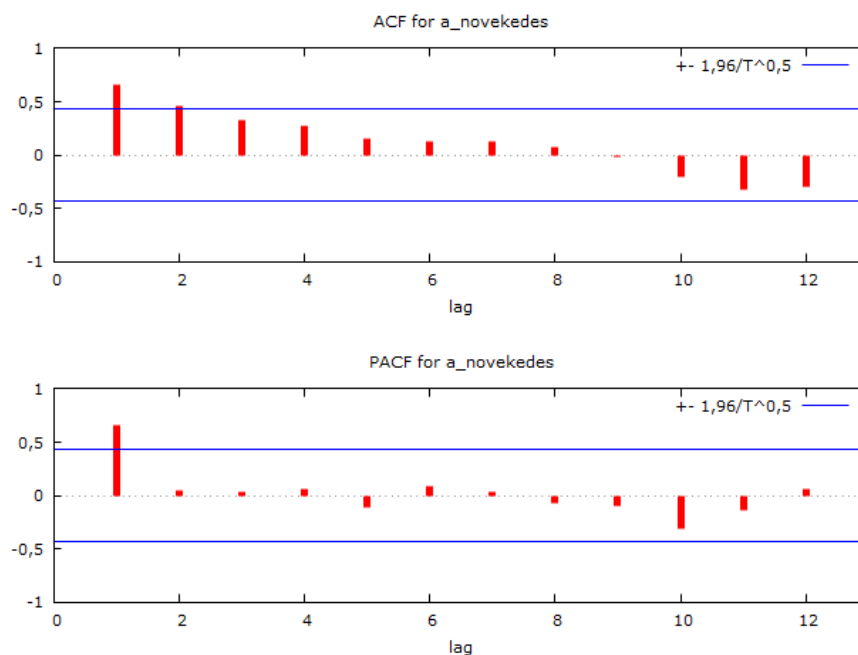 ACF for a_novekedes
+- 1,96/T^0,5
1
0,5
0
-0,5
-1
0 2 4 6 8 10 12
lag
PACF for a_novekedes
+- 1,96/T^0,5
1
0,5
0
-0,5
-1
0 2 4 6 8 10 12
lag